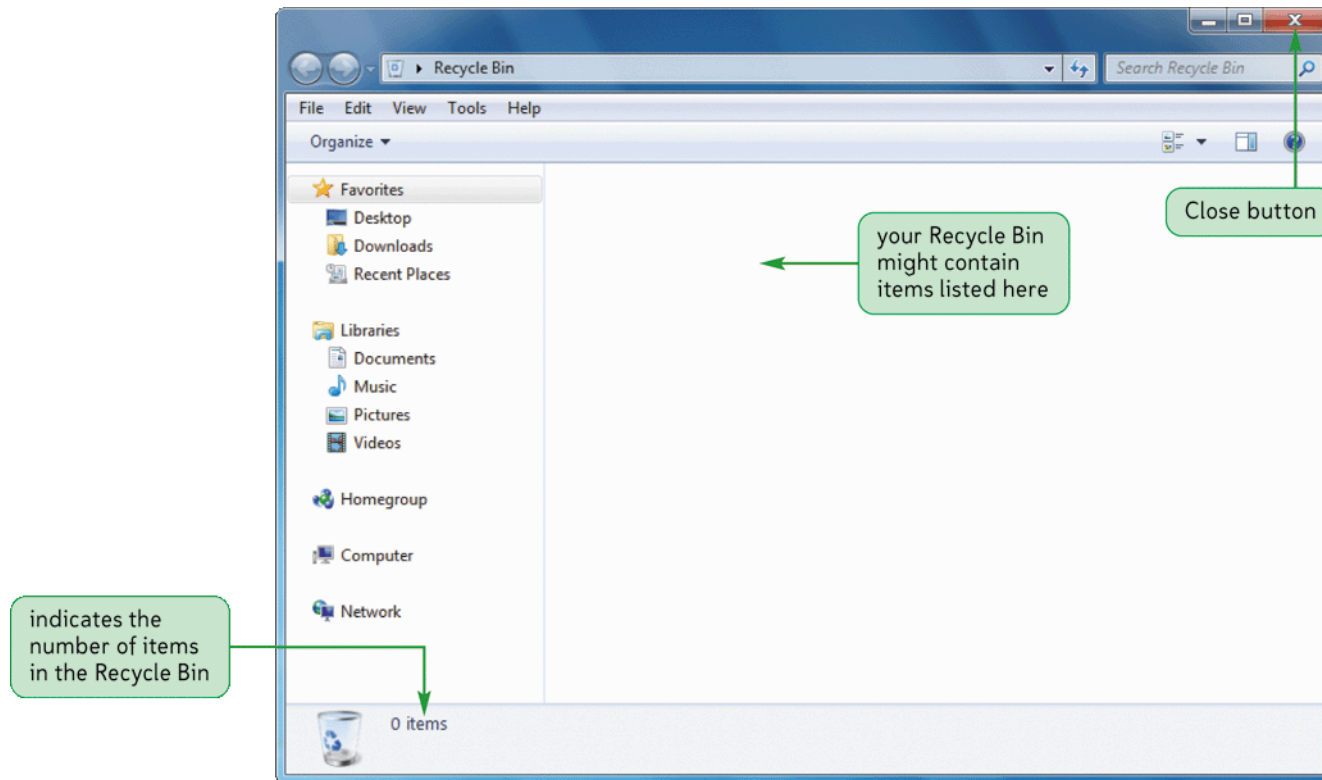 Recycle Bin
Search Recycle Bin
File Edit View Tools Help
Organize
Favorites
Desktop
Downloads
Recent Places
Libraries
Documents
Music
Pictures
Videos
Homegroup
Computer
Network
0 items
your Recycle Bin
might contain
items listed here
Close button
indicates the
number of items
in the Recycle Bin